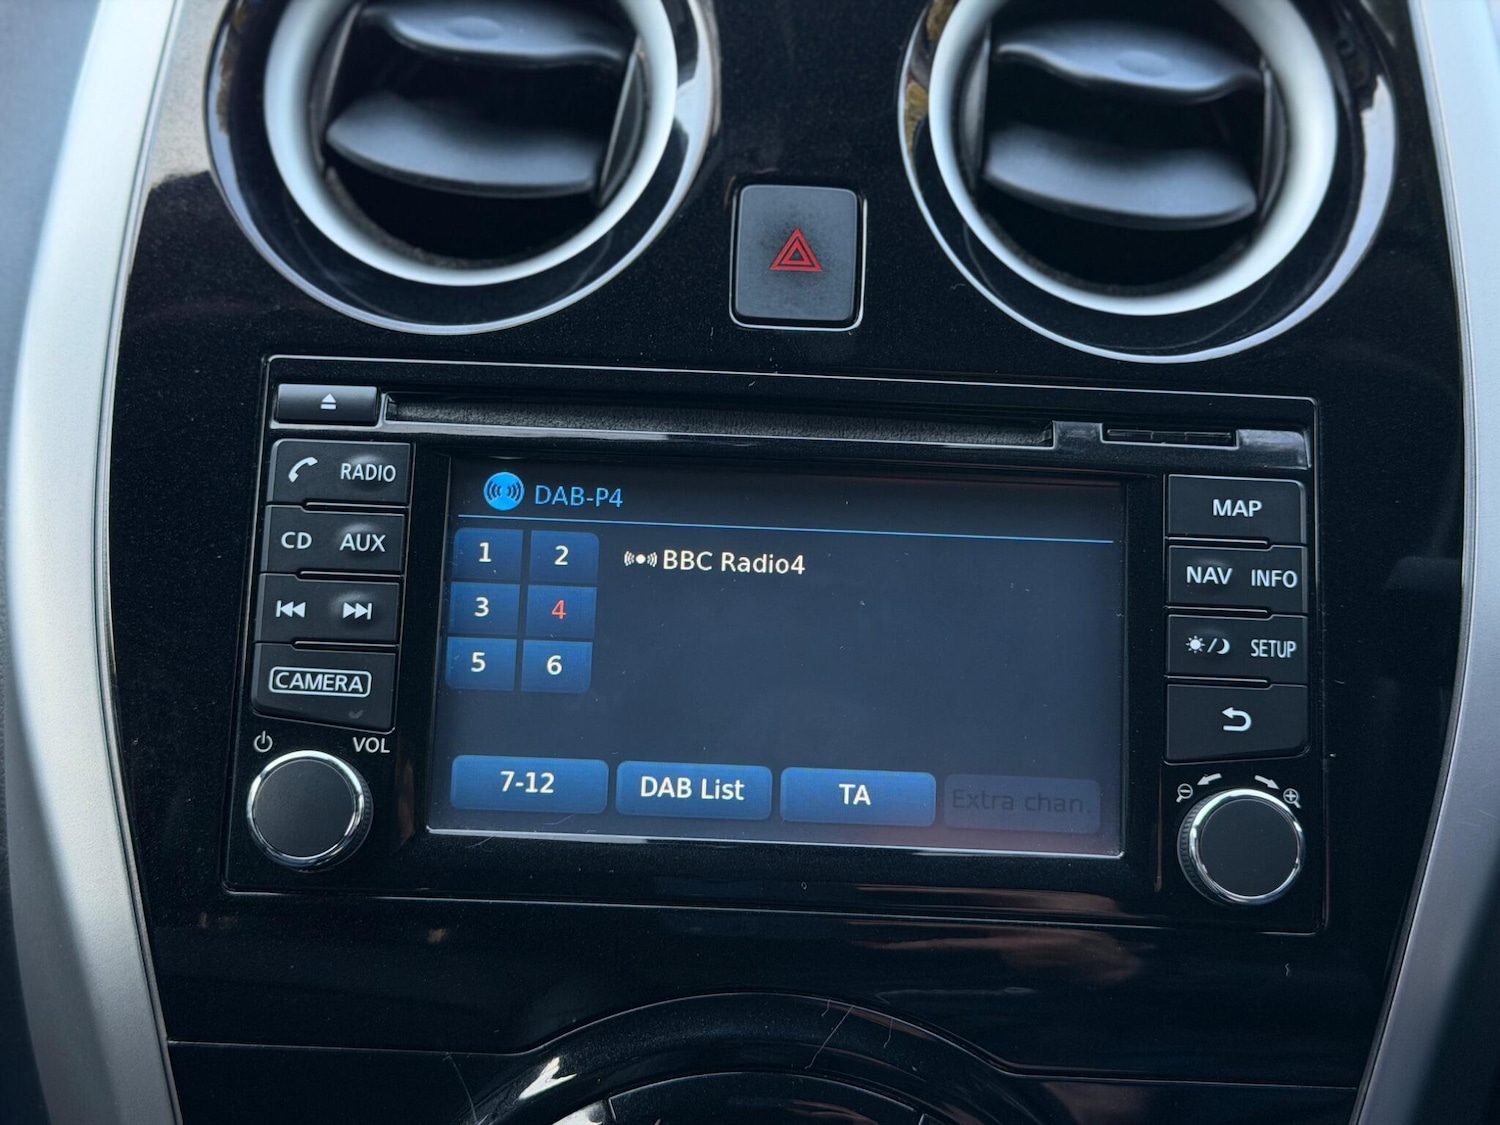 RADIO
CD AUX
CAMERA
VOL
DAB-P4
1 2
3 4
5 6
BBC Radio4
7-12 DAB List TA Extra chan.
MAP
NAV INFO
SETUP